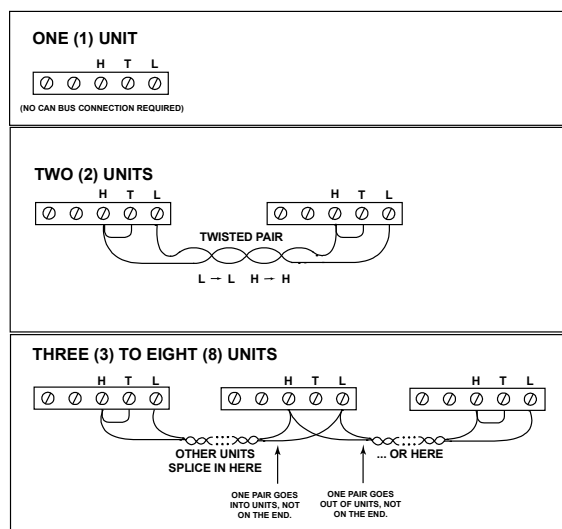 ONE (1) UNIT
H T L
(NO CAN BUS CONNECTION REQUIRED)
TWO (2) UNITS
H T L H T L
TWISTED PAIR
L → L H → H
THREE (3) TO EIGHT (8) UNITS
H T L H T L H T L
OTHER UNITS
SPLICE IN HERE
... OR HERE
ONE PAIR GOES
INTO UNITS, NOT
ON THE END.
ONE PAIR GOES
OUT OF UNITS, NOT
ON THE END.